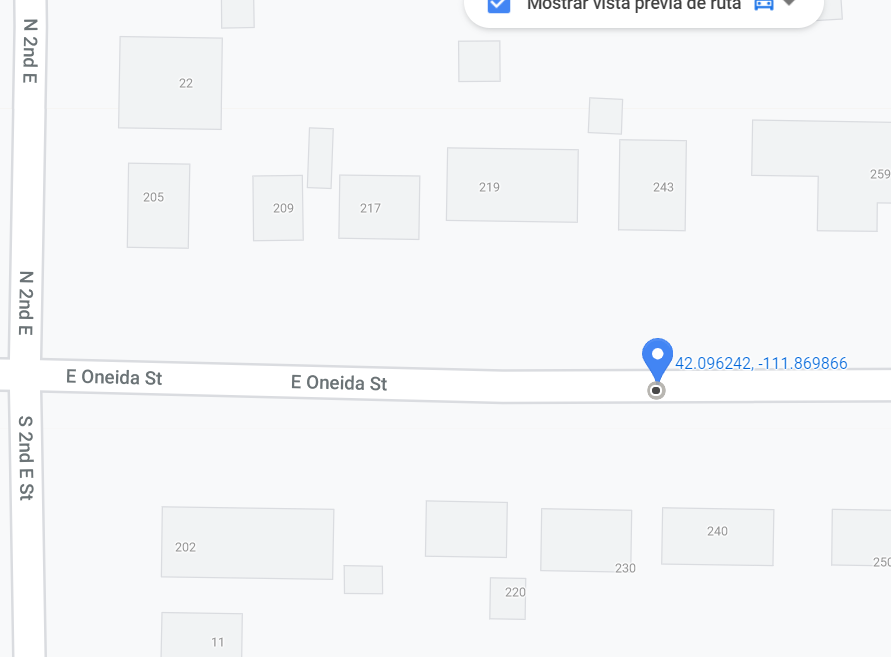 Mostrar vista previa de ruta
N 2nd E
22
259
205
219
243
209
217
N 2nd E
42.096242, -111.869866
E Oneida St
E Oneida St
S 2nd E St
240
202
230
250
220
11